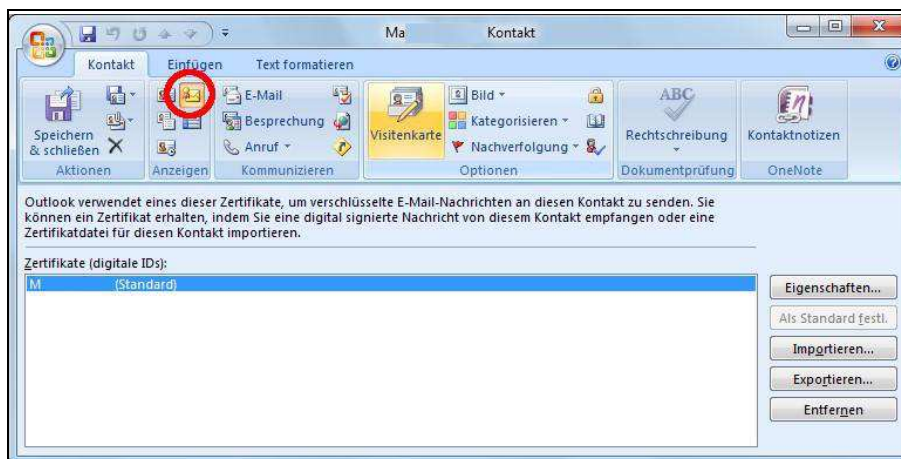 Ma Kontakt
Kontakt Einfügen Text formatieren
E-Mail
Besprechung
Anruf
Speichern & schließen
Visitenkarte
Bild
Kategorisieren
Nachverfolgung
ABC
Rechtschreibung
Kontaktnotizen
Aktionen Anzeigen Kommunizieren Optionen Dokumentprüfung OneNote
Outlook verwendet eines dieser Zertifikate, um verschlüsselte E-Mail-Nachrichten an diesen Kontakt zu senden. Sie
können ein Zertifikat erhalten, indem Sie eine digital signierte Nachricht von diesem Kontakt empfangen oder eine
Zertifikatdatei für diesen Kontakt importieren.
Zertifikate (digitale IDs):
M (Standard)
Eigenschaften...
Als Standard festl.
Importieren...
Exportieren...
Entfernen